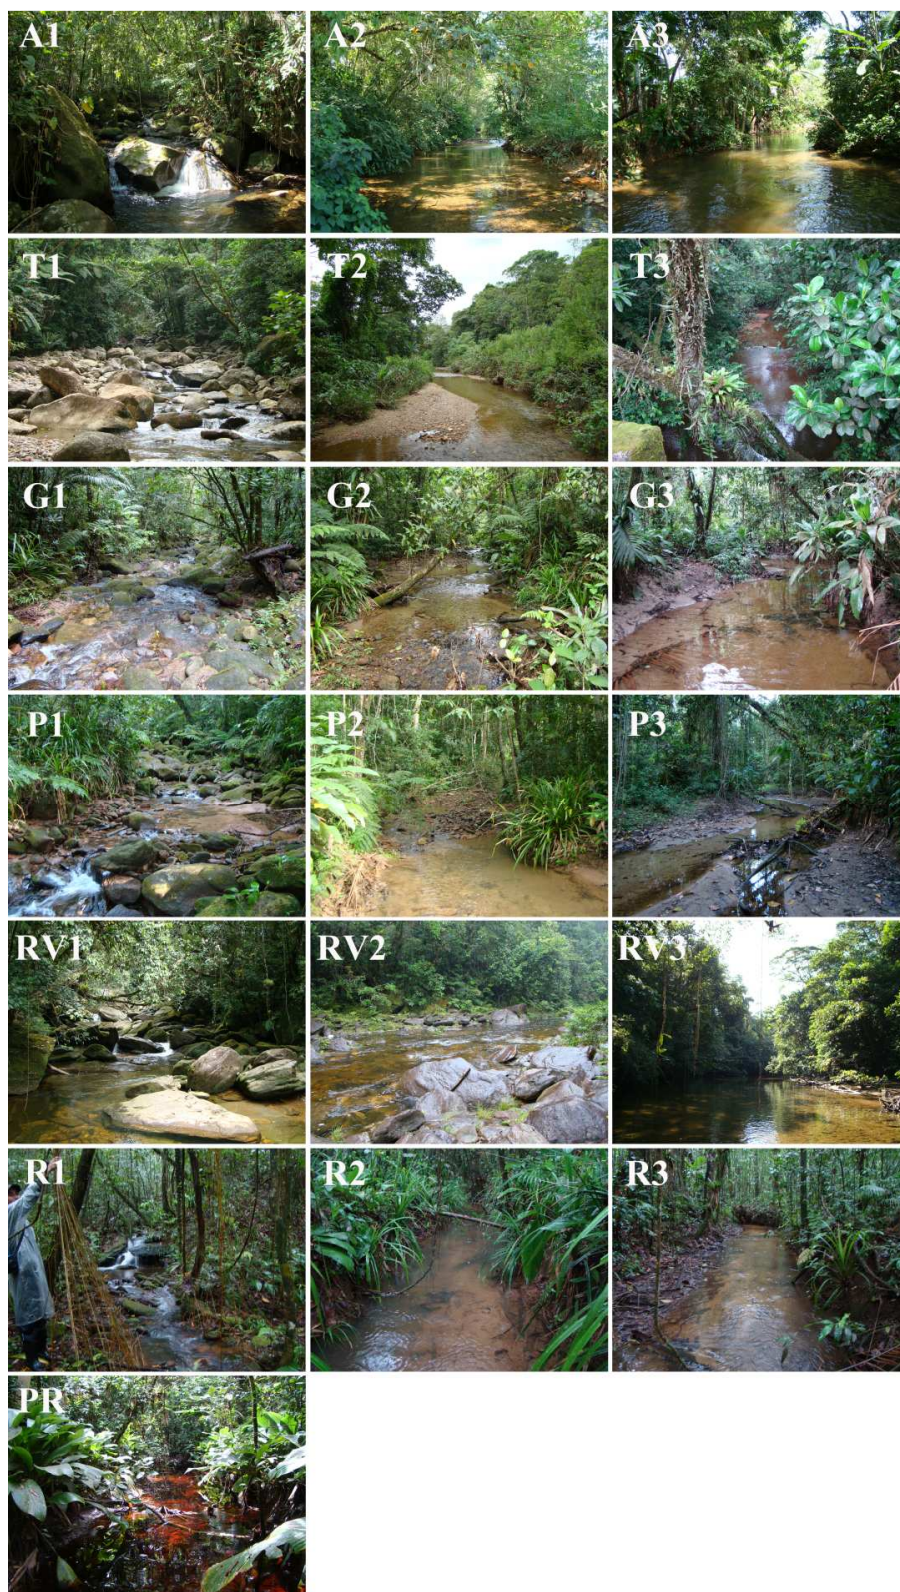 A1 A2 A3
T1 T2 T3
G1 G2 G3
P1 P2 P3
RV1 RV2 RV3
R1 R2 R3
PR